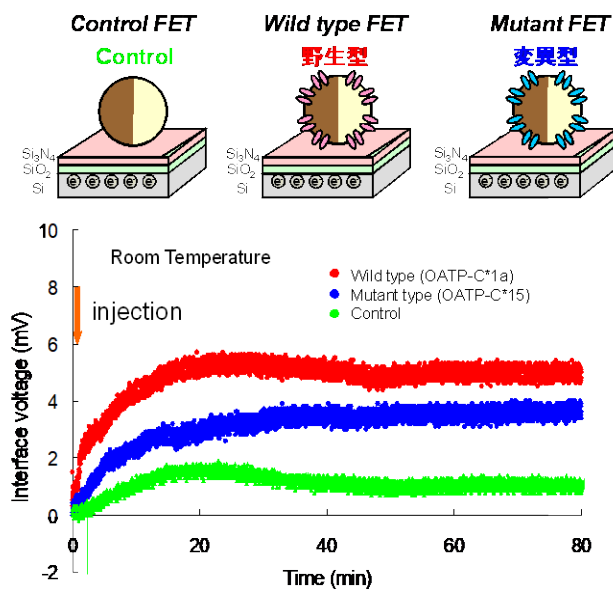 Control FET
Wild type FET
Mutant FET
Control
野生型
変異型
Si₃N₄
SiO₂
Si
e e e e e
Si₃N₄
SiO₂
Si
e e e e e
Si₃N₄
SiO₂
Si
e e e e e
10
8
6
4
2
0
-2
Interface voltage (mV)
Room Temperature
injection
Wild type (OATP-C*1a)
Mutant type (OATP-C*15)
Control
0
20
40
60
80
Time (min)